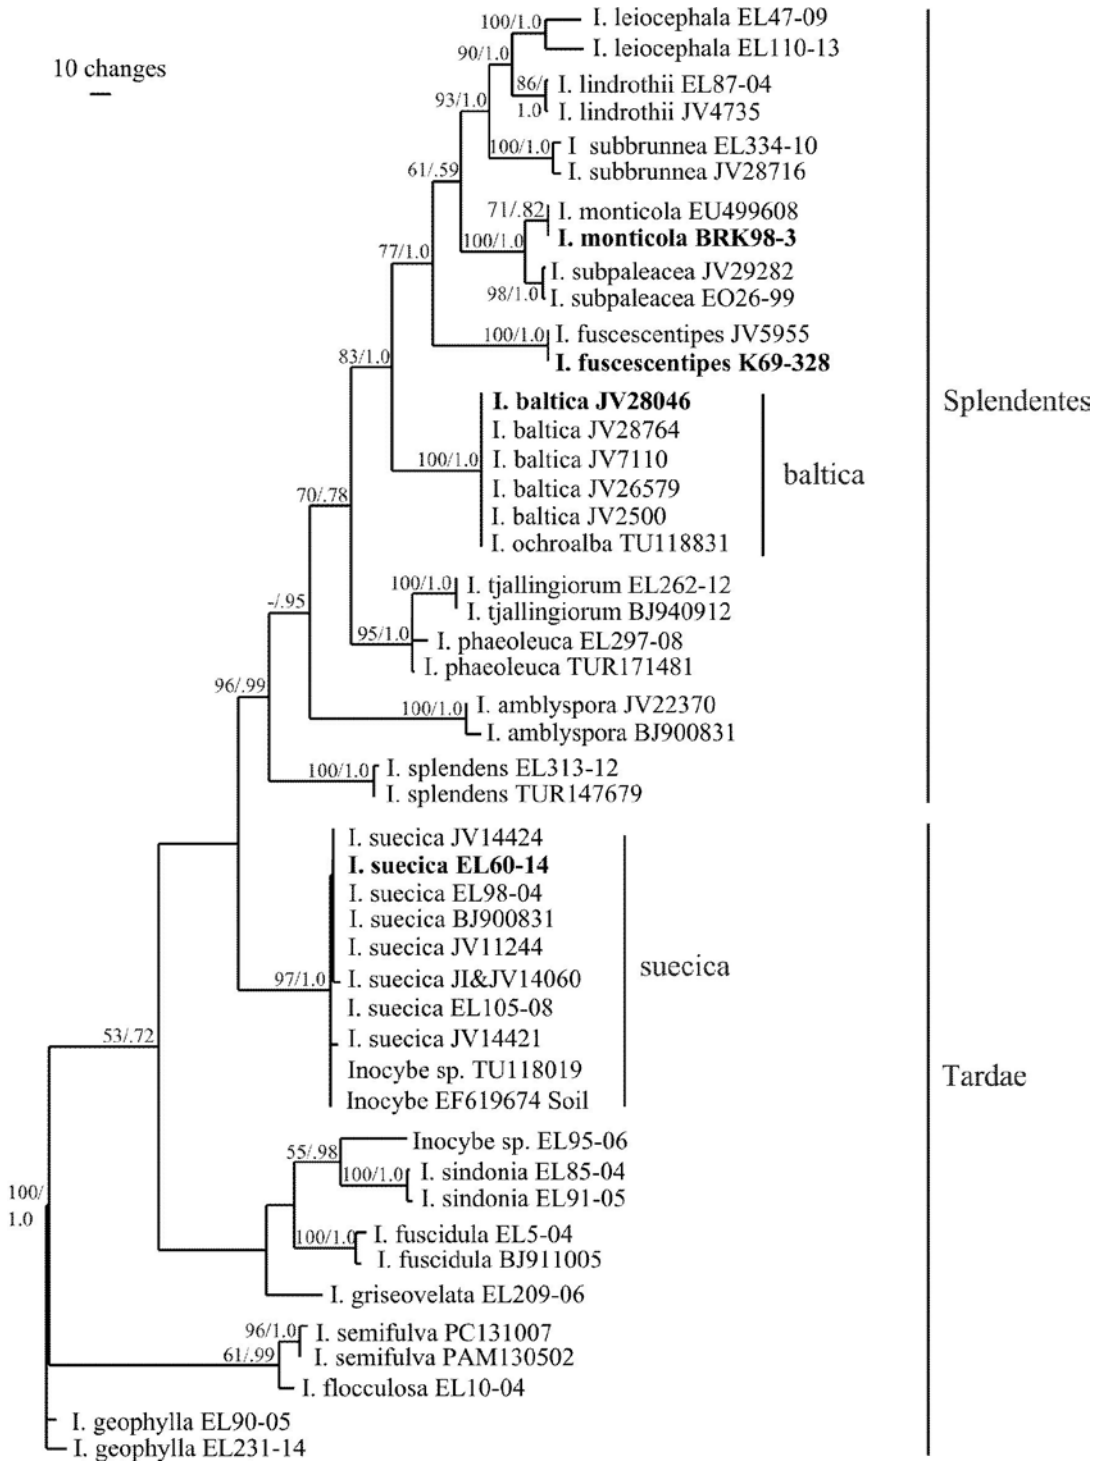 100/1.0
I. leiocephala EL47-09
90/1.0
I. leiocephala EL110-13
10 changes
86/
1.0
I. lindrothii EL87-04
93/1.0
I. lindrothii JV4735
100/1.0
I subbrunnea EL334-10
61/.59
I. subbrunnea JV28716
71/.82
I. monticola EU499608
100/1.0
I. monticola BRK98-3
77/1.0
I. subpaleacea JV29282
98/1.0
I. subpaleacea EO26-99
100/1.0
I. fuscescentipes JV5955
83/1.0
I. fuscescentipes K69-328
Splendentes
I. baltica JV28046
I. baltica JV28764
100/1.0
I. baltica JV7110
baltica
I. baltica JV26579
70/.78
I. baltica JV2500
I. ochroalba TU118831
100/1.0
I. tjallingiorum EL262-12
-/.95
I. tjallingiorum BJ940912
95/1.0
I. phaeoleuca EL297-08
I. phaeoleuca TUR171481
96/.99
100/1.0
I. amblyspora JV22370
I. amblyspora BJ900831
100/1.0
I. splendens EL313-12
I. splendens TUR147679
I. suecica JV14424
I. suecica EL60-14
I. suecica EL98-04
I. suecica BJ900831
I. suecica JV11244
suecica
97/1.0
I. suecica JI&JV14060
I. suecica EL105-08
53/.72
I. suecica JV14421
Inocybe sp. TU118019
Tardae
Inocybe EF619674 Soil
55/.98
Inocybe sp. EL95-06
100/1.0
I. sindonia EL85-04
100/
1.0
I. sindonia EL91-05
100/1.0
I. fuscidula EL5-04
I. fuscidula BJ911005
I. griseovelata EL209-06
96/1.0
I. semifulva PC131007
61/.99
I. semifulva PAM130502
I. flocculosa EL10-04
I. geophylla EL90-05
I. geophylla EL231-14